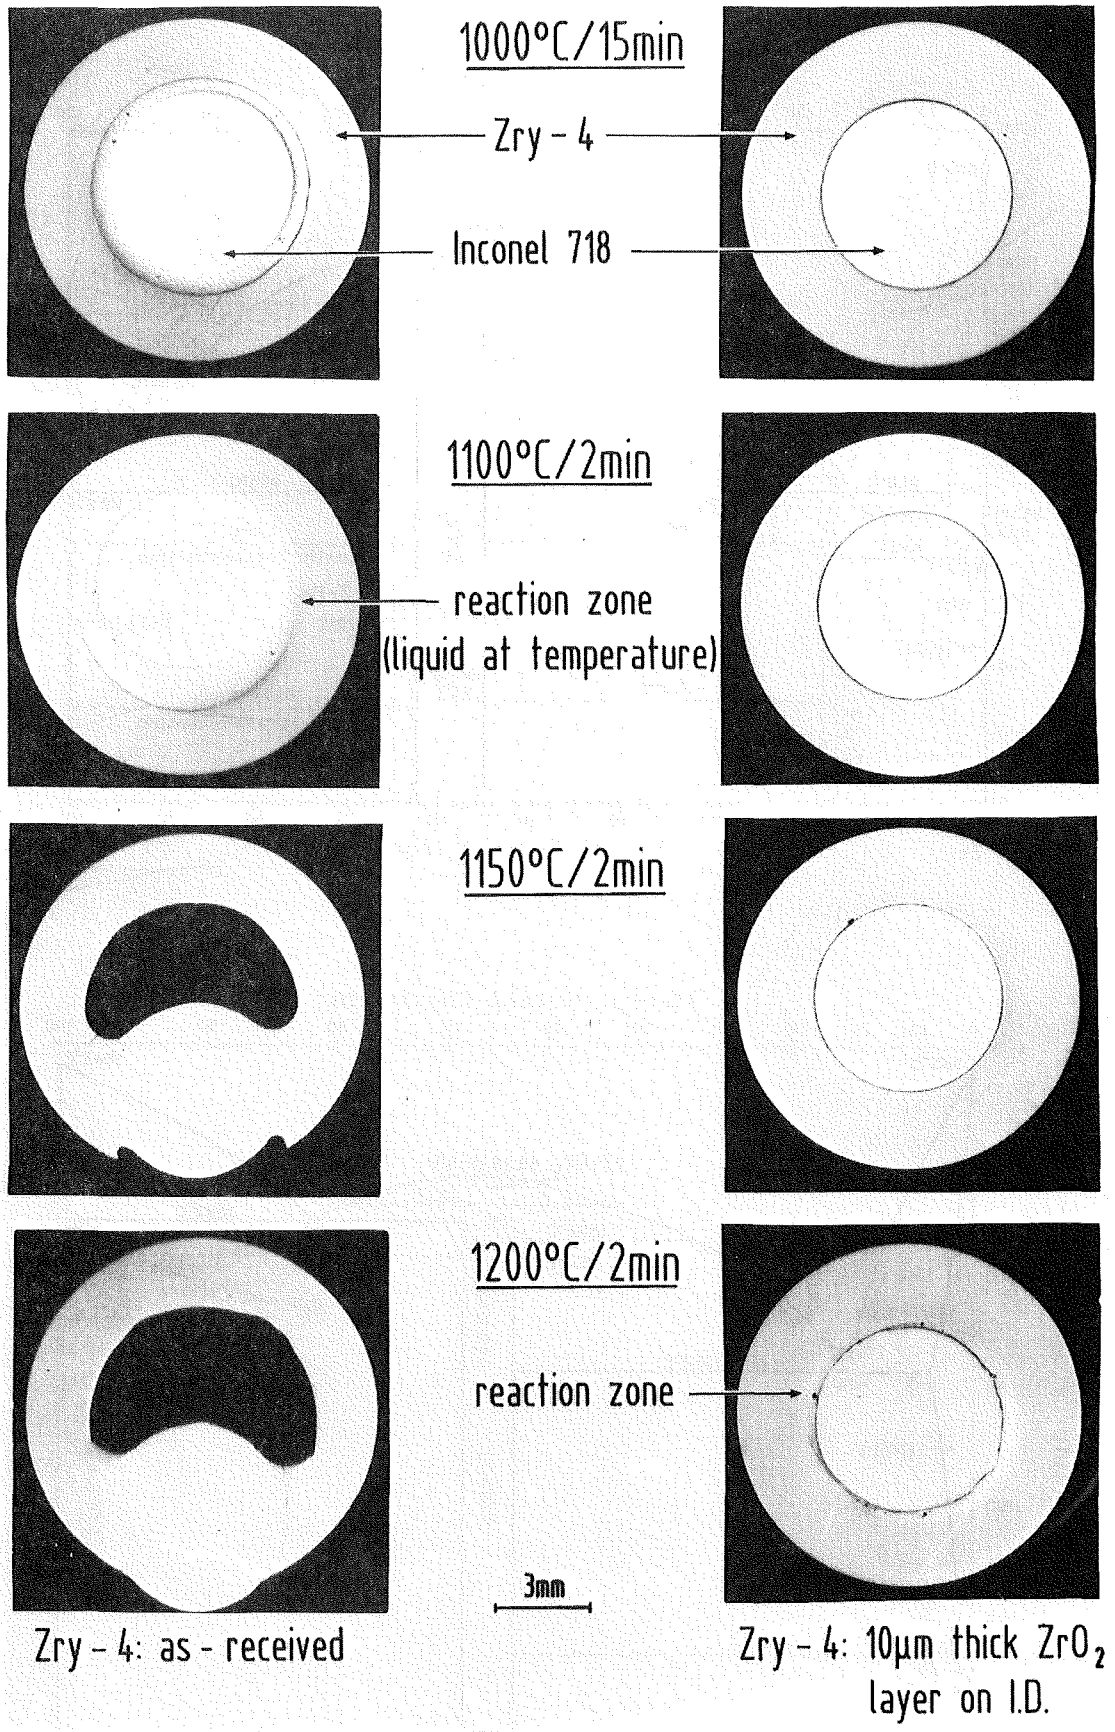 1000°C/15min
Zry - 4
Inconel 718
1100°C/2min
reaction zone
(liquid at temperature)
1150°C/2min
1200°C/2min
reaction zone
3mm
Zry - 4: as - received
Zry - 4: 10µm thick ZrO₂
layer on I.D.